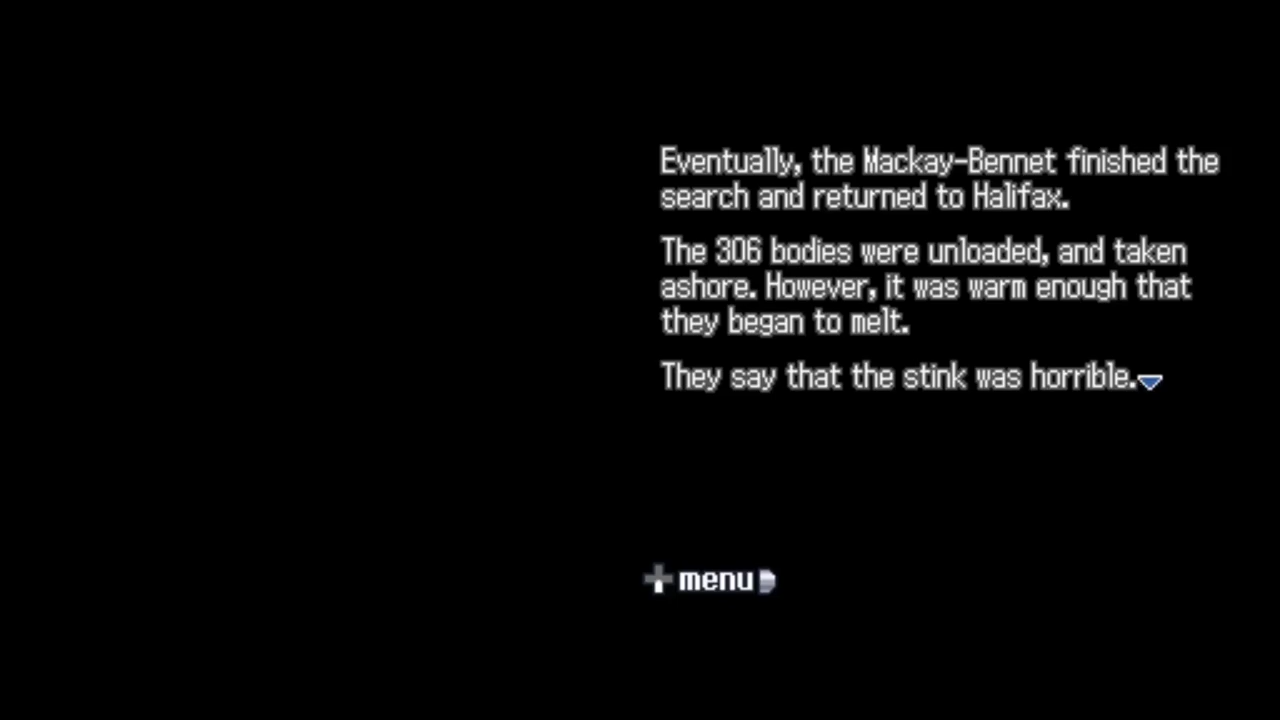 Eventually, the Mackay-Bennet finished the
search and returned to Halifax.
The 306 bodies were unloaded, and taken
ashore. However, it was warm enough that
they began to melt.
They say that the stink was horrible.
menu